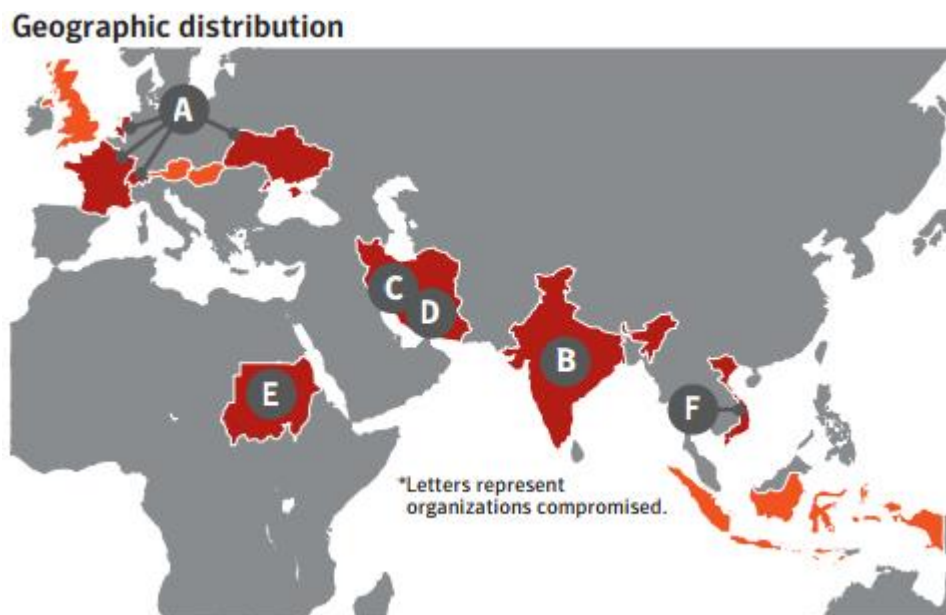 Geographic distribution
A
C
D
B
E
F
*Letters represent
organizations compromised.